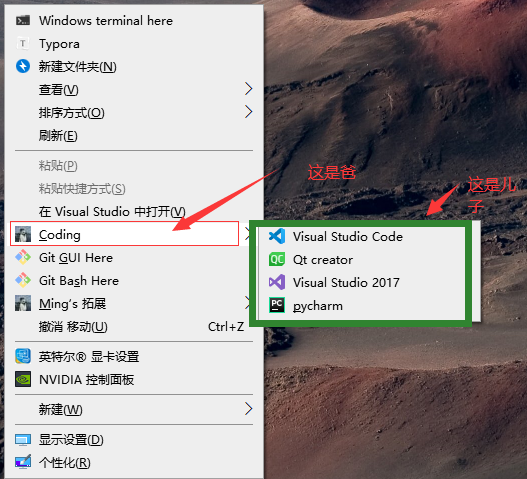 Windows terminal here
Typora
新建文件夹(N)
查看(V)
排序方式(O)
刷新(E)
粘贴(P)
粘贴快捷方式(S)
在 Visual Studio 中打开(V)
Coding
Git GUI Here
Git Bash Here
Ming's 拓展
撤消 移动(U) Ctrl+Z
英特尔® 显卡设置
NVIDIA 控制面板
新建(W)
显示设置(D)
个性化(R)
这是爸
这是儿
子
Visual Studio Code
QC Qt creator
Visual Studio 2017
PC pycharm